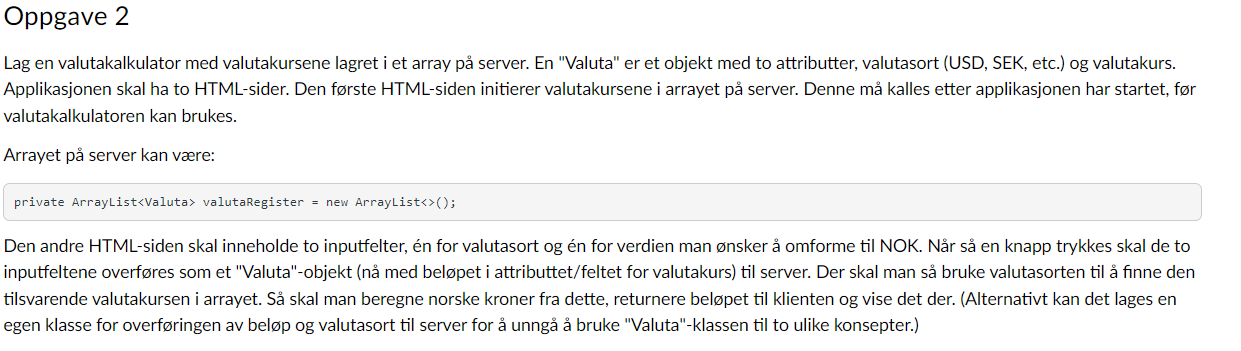 Oppgave 2
Lag en valutakalkulator med valutakursene lagret i et array på server. En "Valuta" er et objekt med to attributter, valutasort (USD, SEK, etc.) og valutakurs.
Applikasjonen skal ha to HTML-sider. Den første HTML-siden initierer valutakursene i arrayet på server. Denne må kalles etter applikasjonen har startet, før
valutakalkulatoren kan brukes.
Arrayet på server kan være:
private ArrayList<Valuta> valutaRegister = new ArrayList<>();
Den andre HTML-siden skal inneholde to inputfelter, én for valutasort og én for verdien man ønsker å omforme til NOK. Når så en knapp trykkes skal de to
inputfeltene overføres som et "Valuta"-objekt (nå med beløpet i attributtet/feltet for valutakurs) til server. Der skal man så bruke valutasorten til å finne den
tilsvarende valutakursen i arrayet. Så skal man beregne norske kroner fra dette, returnere beløpet til klienten og vise det der. (Alternativt kan det lages en
egen klasse for overføringen av beløp og valutasort til server for å unngå å bruke "Valuta"-klassen til to ulike konsepter.)